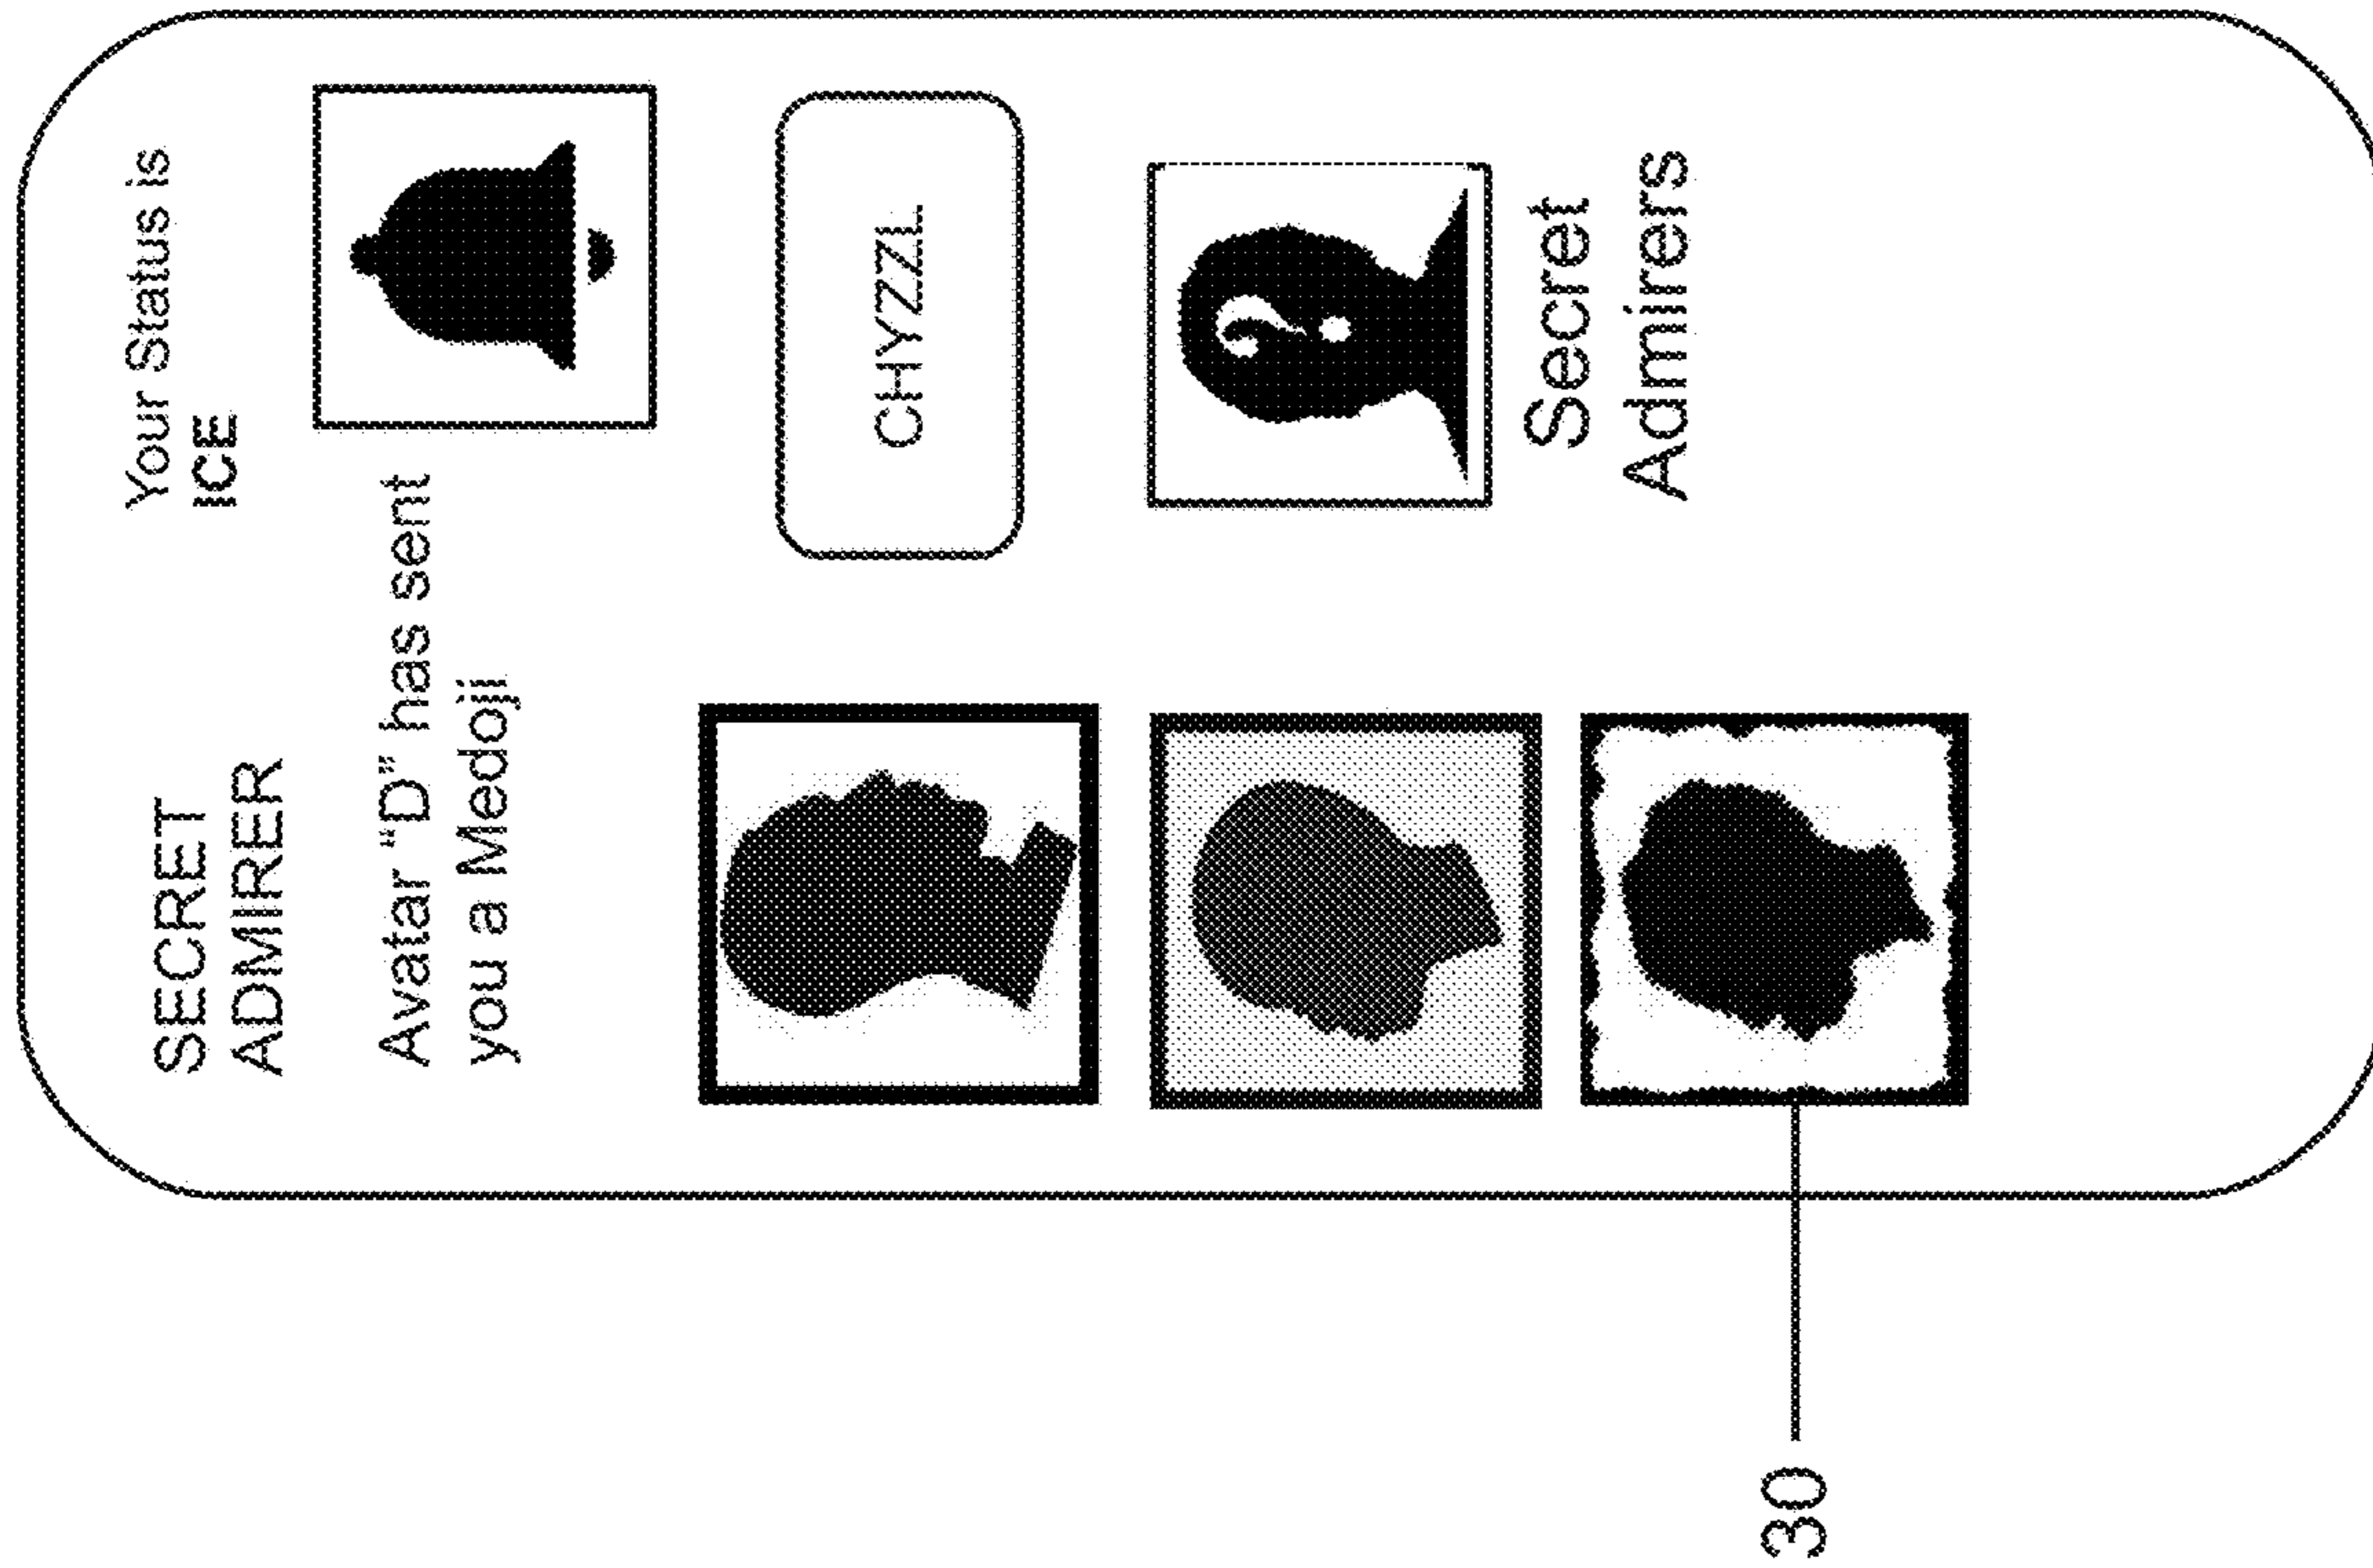 SECRET
ADMIRER
Your Status is
ICE
Avatar "D" has sent
you a Medoji
CHYZZL
?
Secret
Admirers
30